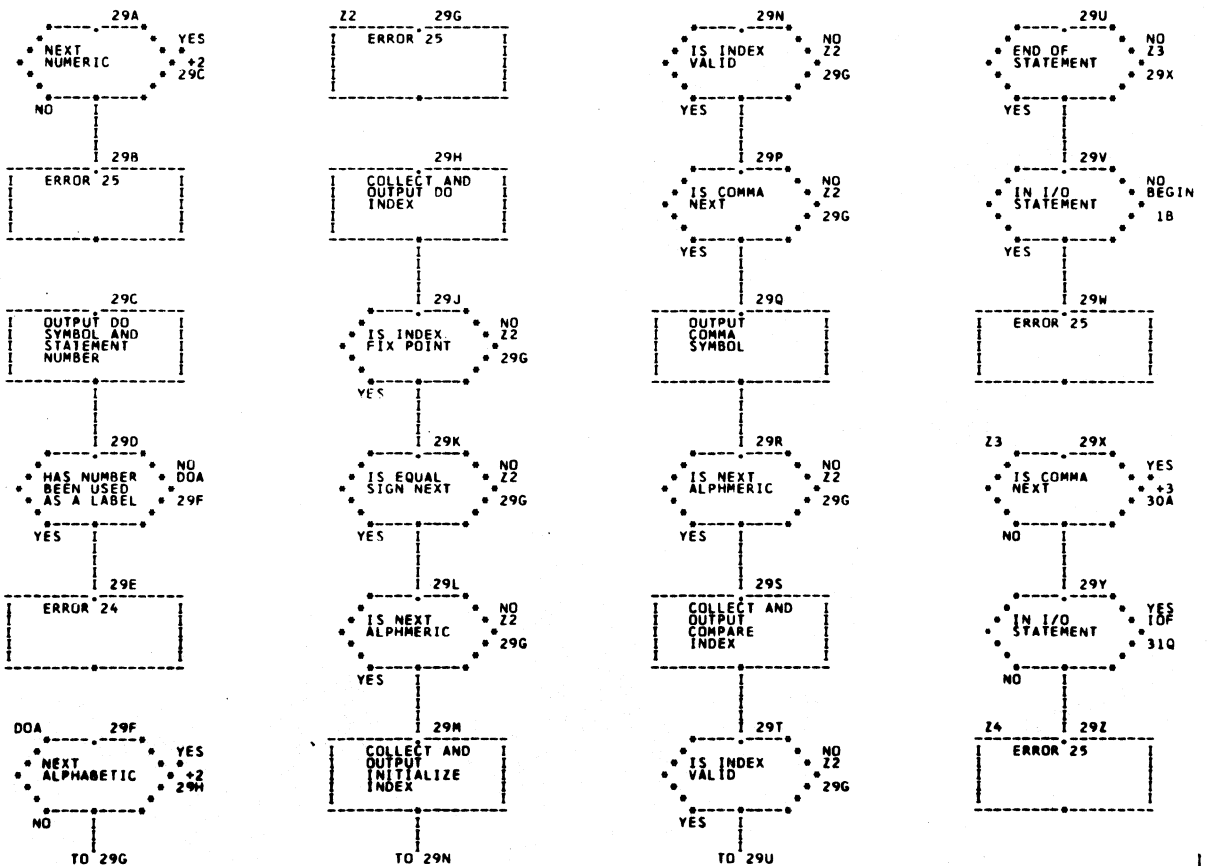 29A
NEXT
NUMERIC
YES
*
+2
29C
NO
29B
ERROR 25
29C
OUTPUT DO
SYMBOL AND
STATEMENT
NUMBER
29D
HAS NUMBER
BEEN USED
AS A LABEL
NO
DOA
29F
YES
29E
ERROR 24
DOA
29F
NEXT
ALPHABETIC
YES
*
+2
29H
NO
TO 29G
Z2
29G
ERROR 25
29H
COLLECT AND
OUTPUT DO
INDEX
29J
IS INDEX
FIX POINT
NO
Z2
29G
YES
29K
IS EQUAL
SIGN NEXT
NO
Z2
29G
YES
29L
IS NEXT
ALPHMERIC
NO
Z2
29G
YES
29M
COLLECT AND
OUTPUT
INITIALIZE
INDEX
TO 29N
29N
IS INDEX
VALID
NO
Z2
29G
YES
29P
IS COMMA
NEXT
NO
Z2
29G
YES
29Q
OUTPUT
COMMA
SYMBOL
29R
IS NEXT
ALPHMERIC
NO
Z2
29G
YES
29S
COLLECT AND
OUTPUT
COMPARE
INDEX
29T
IS INDEX
VALID
NO
Z2
29G
YES
TO 29U
29U
END OF
STATEMENT
NO
Z3
29X
YES
29V
IN I/O
STATEMENT
NO
BEGIN
1B
YES
29W
ERROR 25
Z3
29X
IS COMMA
NEXT
YES
*
+3
30A
NO
29Y
IN I/O
STATEMENT
YES
IOF
31Q
NO
Z4
29Z
ERROR 25